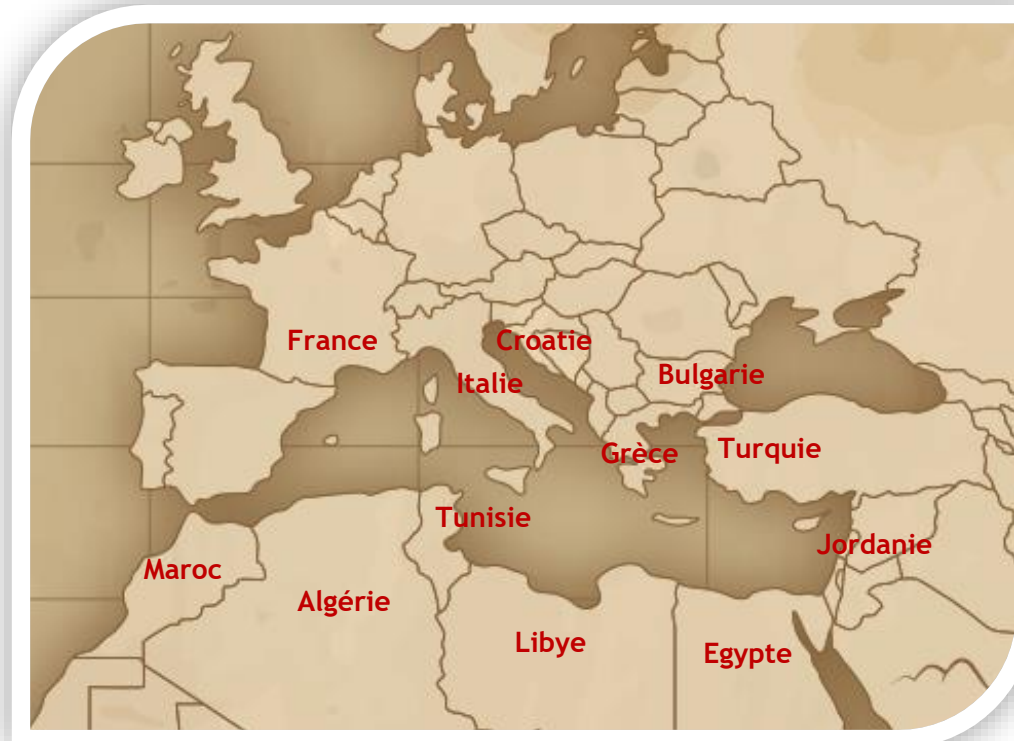 France
Croatie
Italie
Bulgarie
Grèce
Turquie
Tunisie
Jordanie
Maroc
Algérie
Libye
Egypte